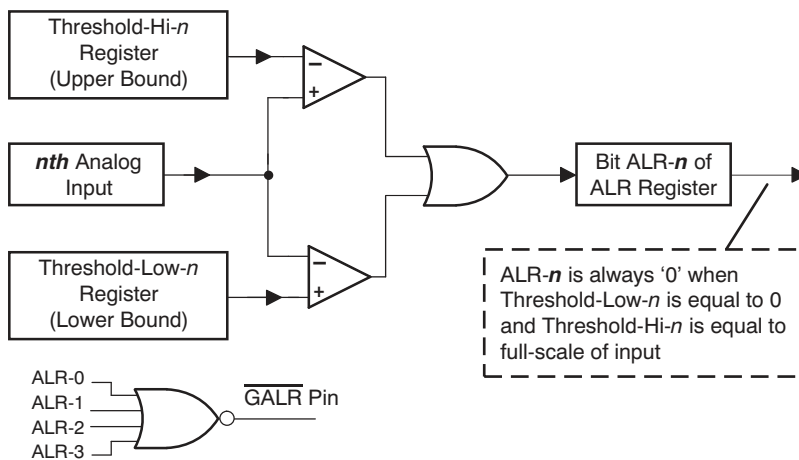 Threshold-Hi-n
Register
(Upper Bound)
–
+
nth Analog
Input
Bit ALR-n of
ALR Register
Threshold-Low-n
Register
(Lower Bound)
–
+
ALR-n is always ‘0’ when
Threshold-Low-n is equal to 0
and Threshold-Hi-n is equal to
full-scale of input
ALR-0
ALR-1
ALR-2
ALR-3
GALR Pin